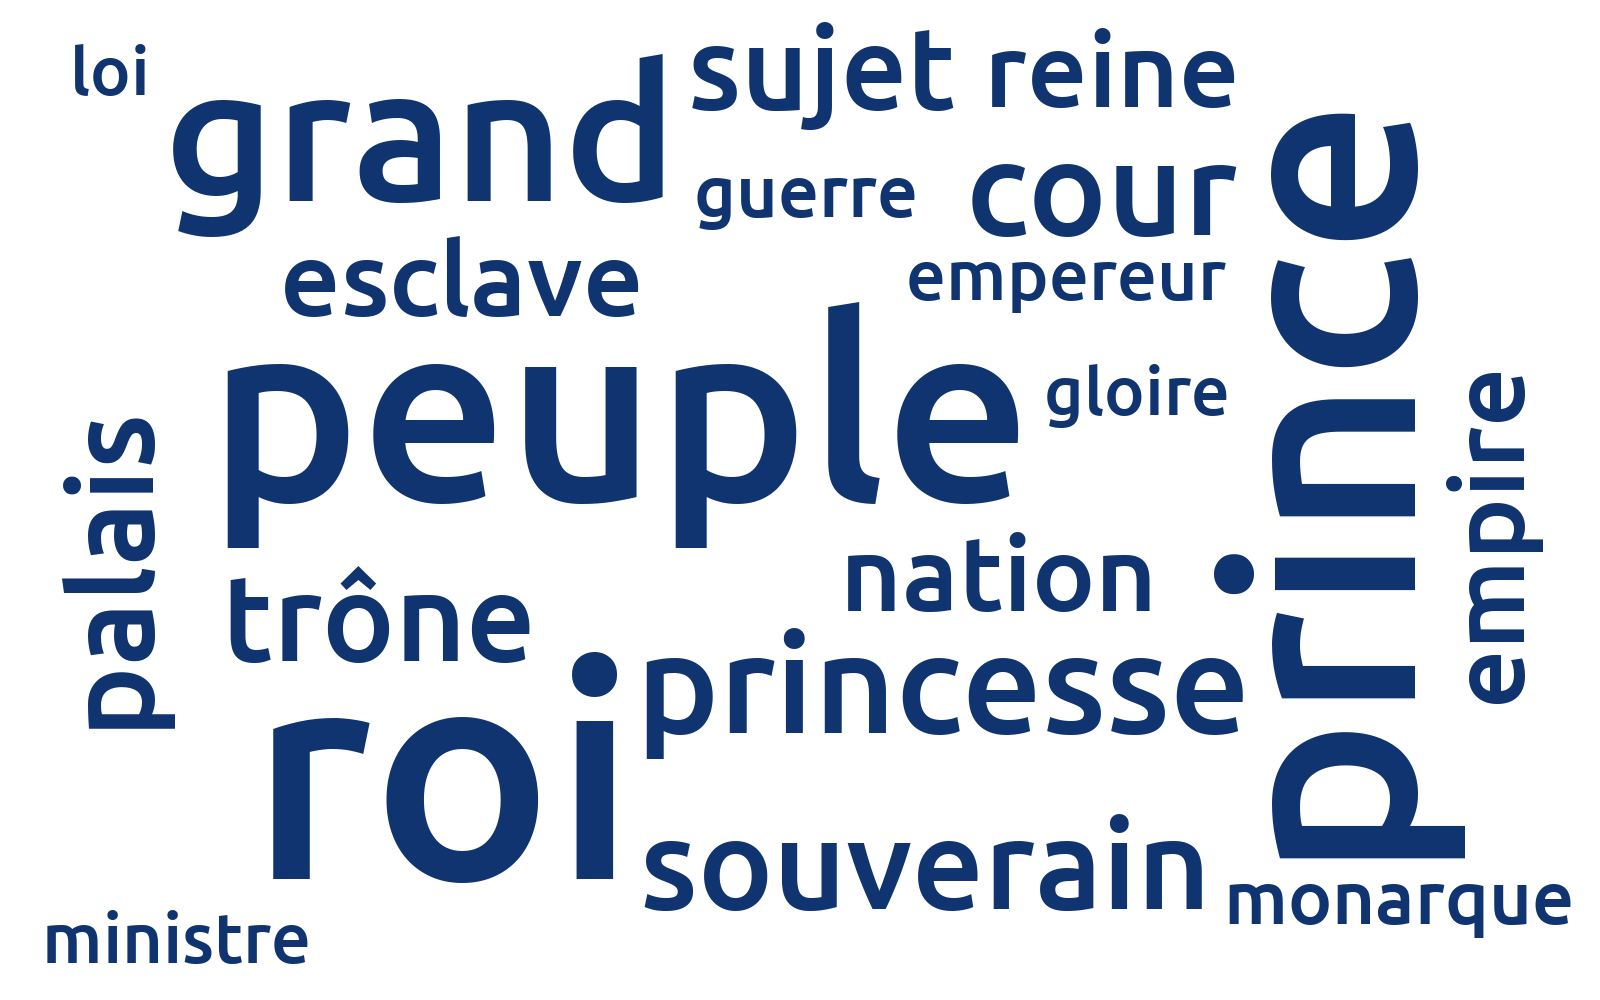 loi
grand
sujet
reine
guerre
cour
esclave
empereur
prince
peuple
gloire
palais
empire
nation
trône
princesse
roi
souverain
monarque
ministre